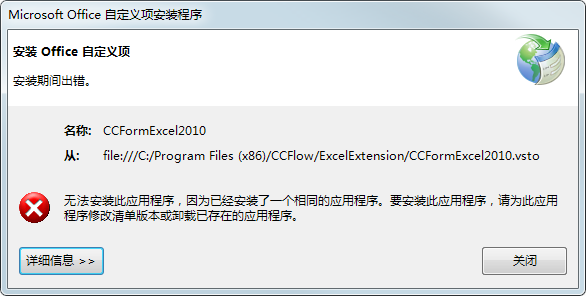 Microsoft Office 自定义项安装程序
安装 Office 自定义项
安装期间出错。
名称: CCFormExcel2010
从: file:///C:/Program Files (x86)/CCFlow/ExcelExtension/CCFormExcel2010.vsto
无法安装此应用程序，因为已经安装了一个相同的应用程序。要安装此应用程序，请为此应
用程序修改清单版本或卸载已存在的应用程序。
详细信息 >>
关闭